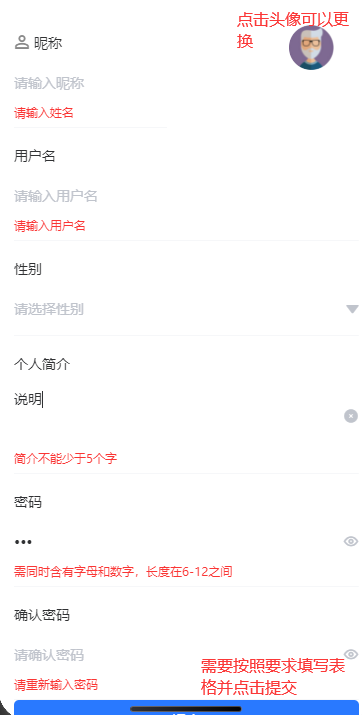 点击头像可以更
换
昵称
请输入昵称
请输入姓名
用户名
请输入用户名
请输入用户名
性别
请选择性别
个人简介
说明
简介不能少于5个字
密码
•••
需同时含有字母和数字，长度在6-12之间
确认密码
请确认密码
需要按照要求填写表
格并点击提交
请重新输入密码